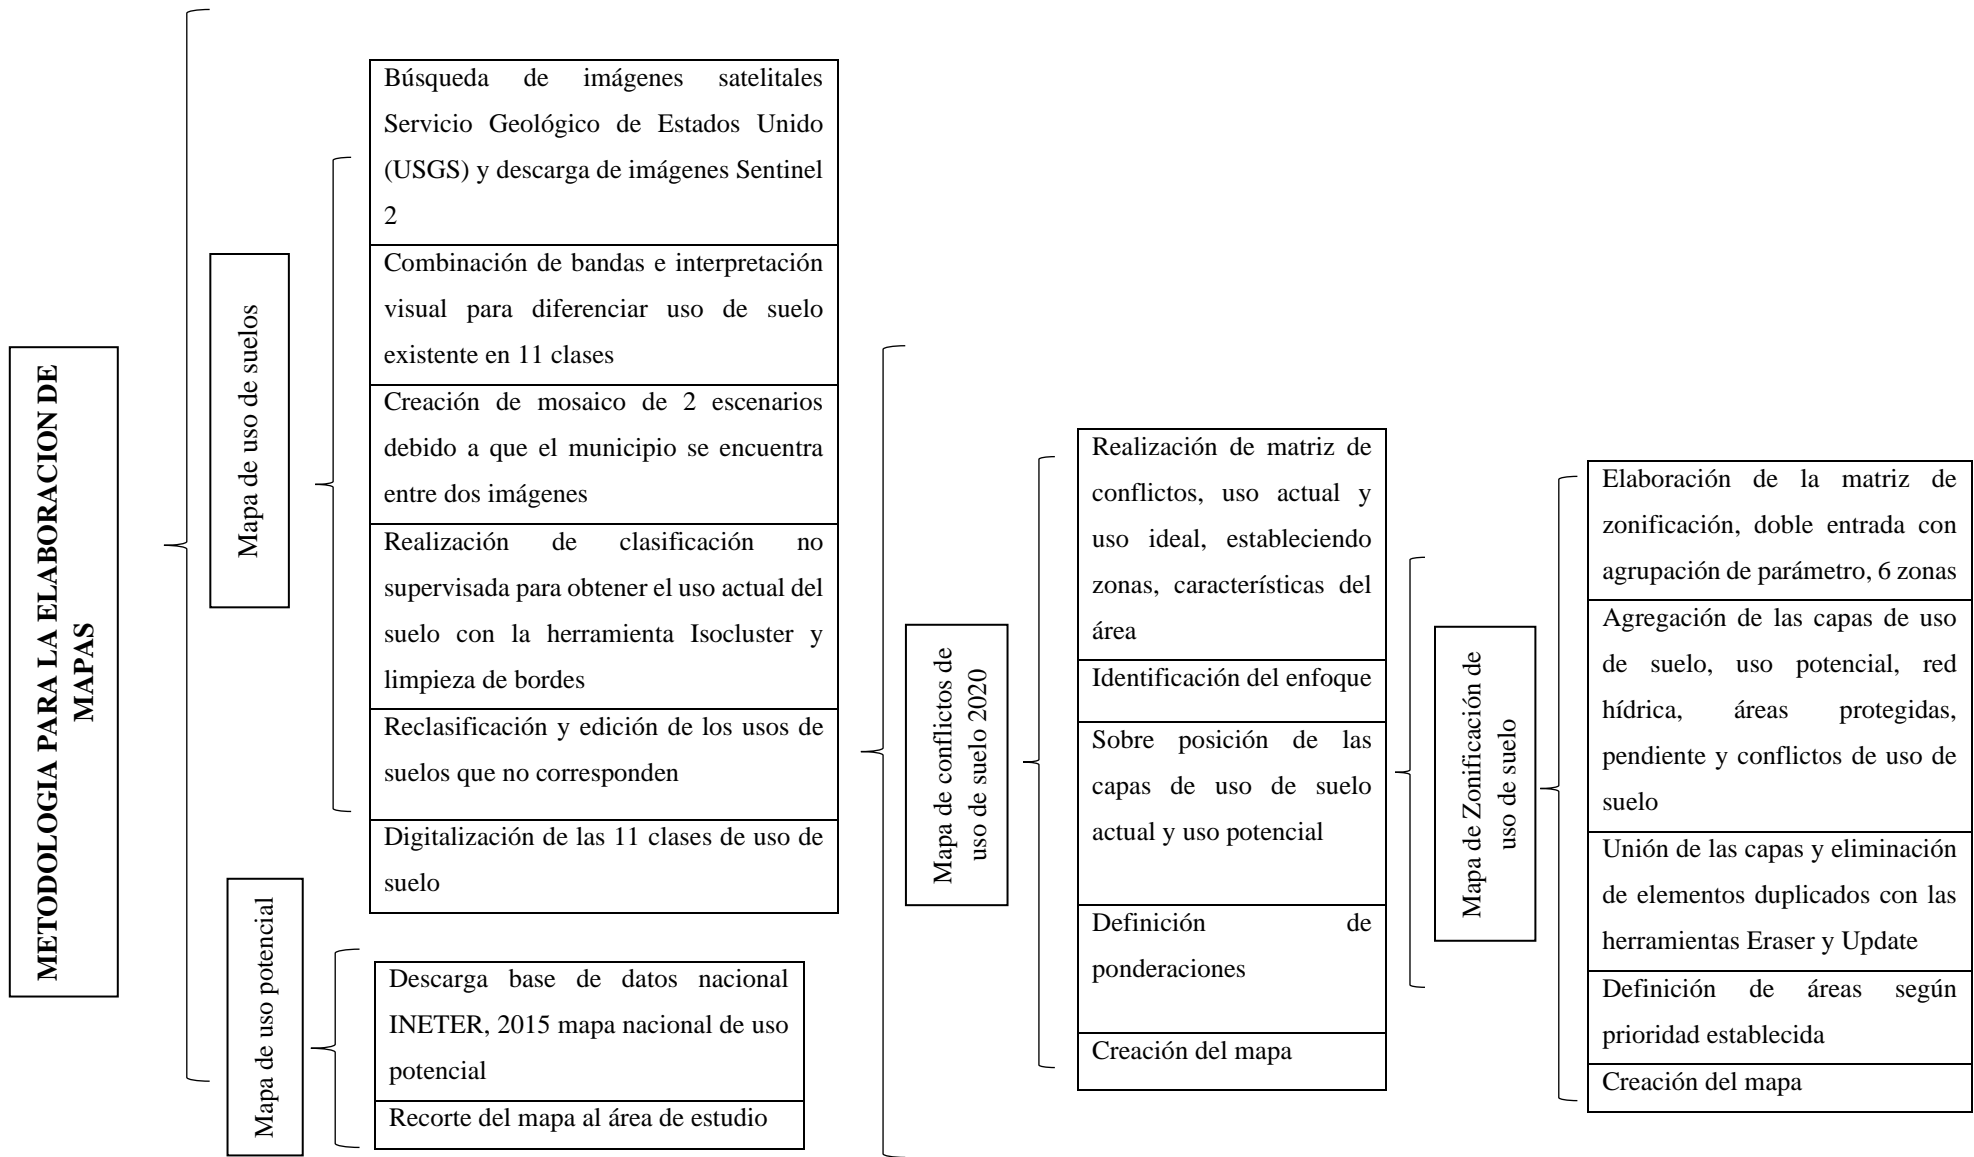 METODOLOGIA PARA LA ELABORACION DE
MAPAS
Mapa de uso de suelos
Búsqueda de imágenes satelitales
Servicio Geológico de Estados Unido
(USGS) y descarga de imágenes Sentinel
2
Combinación de bandas e interpretación
visual para diferenciar uso de suelo
existente en 11 clases
Creación de mosaico de 2 escenarios
debido a que el municipio se encuentra
entre dos imágenes
Realización de clasificación no
supervisada para obtener el uso actual del
suelo con la herramienta Isocluster y
limpieza de bordes
Reclasificación y edición de los usos de
suelos que no corresponden
Digitalización de las 11 clases de uso de
suelo
Mapa de uso potencial
Descarga base de datos nacional
INETER, 2015 mapa nacional de uso
potencial
Recorte del mapa al área de estudio
Mapa de conflictos de
uso de suelo 2020
Realización de matriz de
conflictos, uso actual y
uso ideal, estableciendo
zonas, características del
área
Identificación del enfoque
Sobre posición de las
capas de uso de suelo
actual y uso potencial
Definición de
ponderaciones
Creación del mapa
Mapa de Zonificación de
uso de suelo
Elaboración de la matriz de
zonificación, doble entrada con
agrupación de parámetro, 6 zonas
Agregación de las capas de uso
de suelo, uso potencial, red
hídrica, áreas protegidas,
pendiente y conflictos de uso de
suelo
Unión de las capas y eliminación
de elementos duplicados con las
herramientas Eraser y Update
Definición de áreas según
prioridad establecida
Creación del mapa